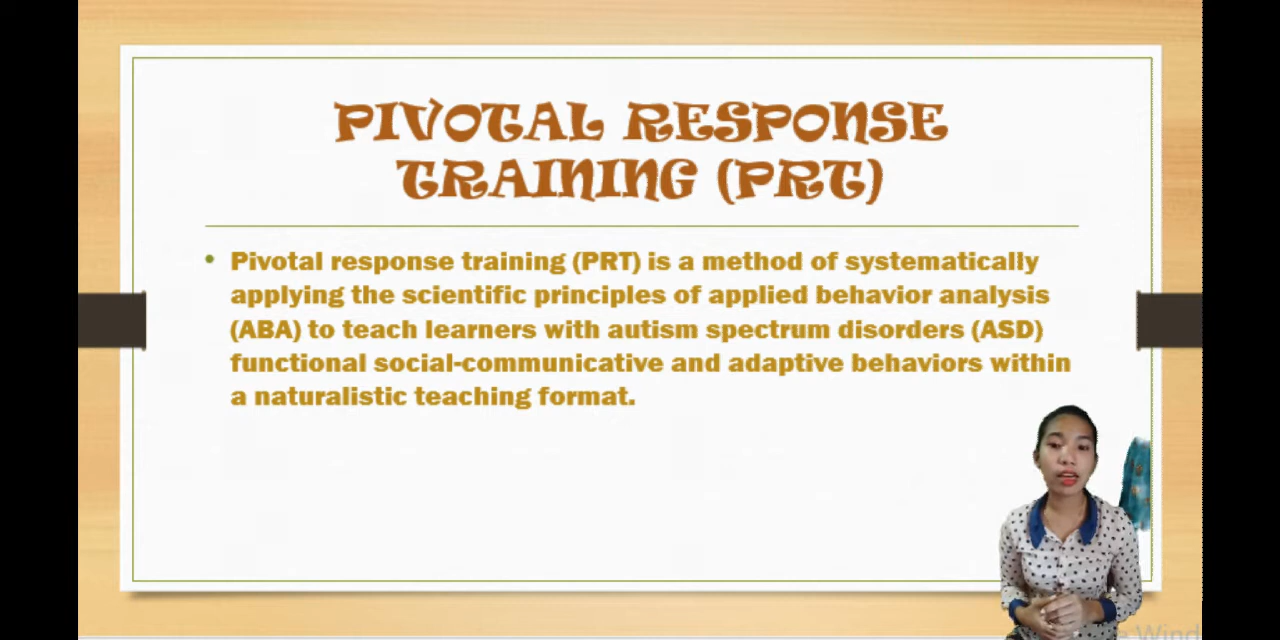 PIVOTAL RESPONSE
TRAINING (PRT)
• Pivotal response training (PRT) is a method of systematically
applying the scientific principles of applied behavior analysis
(ABA) to teach learners with autism spectrum disorders (ASD)
functional social-communicative and adaptive behaviors within
a naturalistic teaching format.
Wind